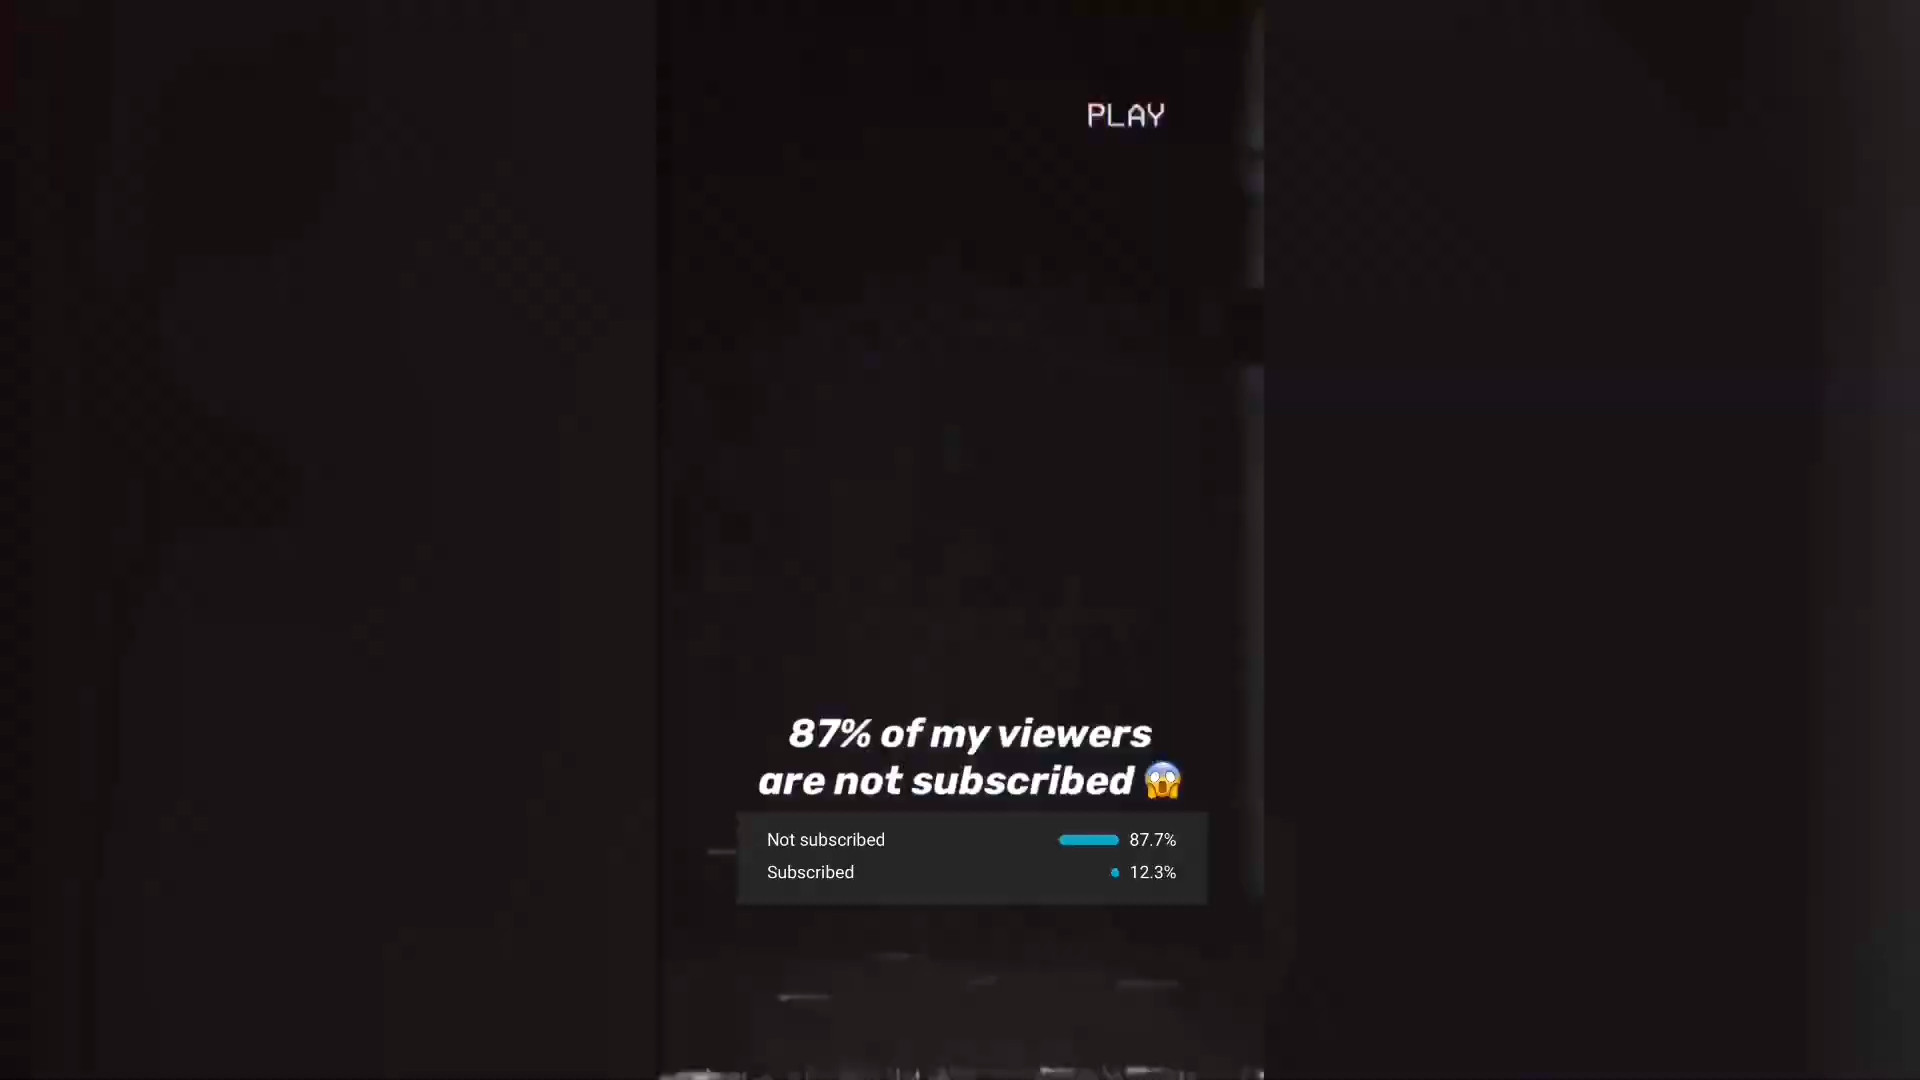 PLAY
87% of my viewers
are not subscribed 😱
Not subscribed 87.7%
Subscribed 12.3%